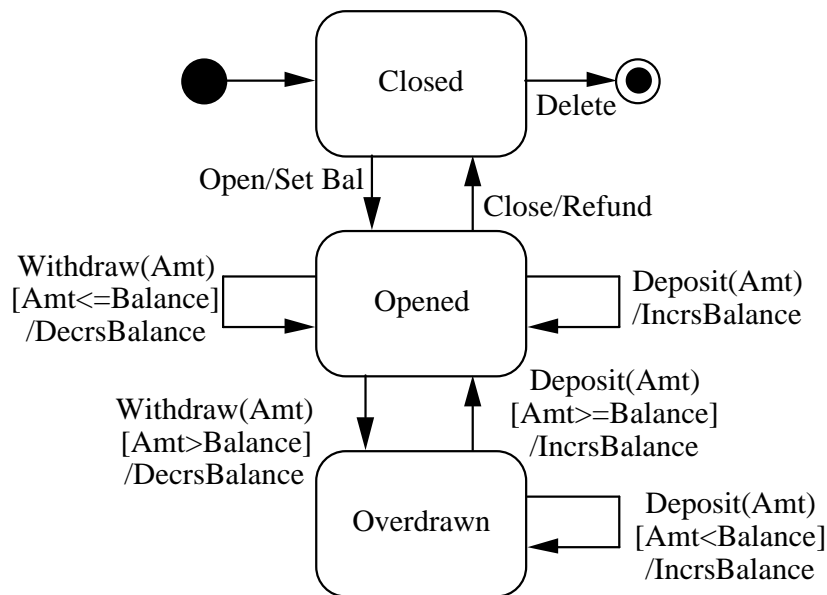 Closed
Delete
Open/Set Bal
Close/Refund
Withdraw(Amt)
[Amt<=Balance]
/DecrsBalance
Opened
Deposit(Amt)
/IncrsBalance
Withdraw(Amt)
[Amt>Balance]
/DecrsBalance
Deposit(Amt)
[Amt>=Balance]
/IncrsBalance
Overdrawn
Deposit(Amt)
[Amt<Balance]
/IncrsBalance